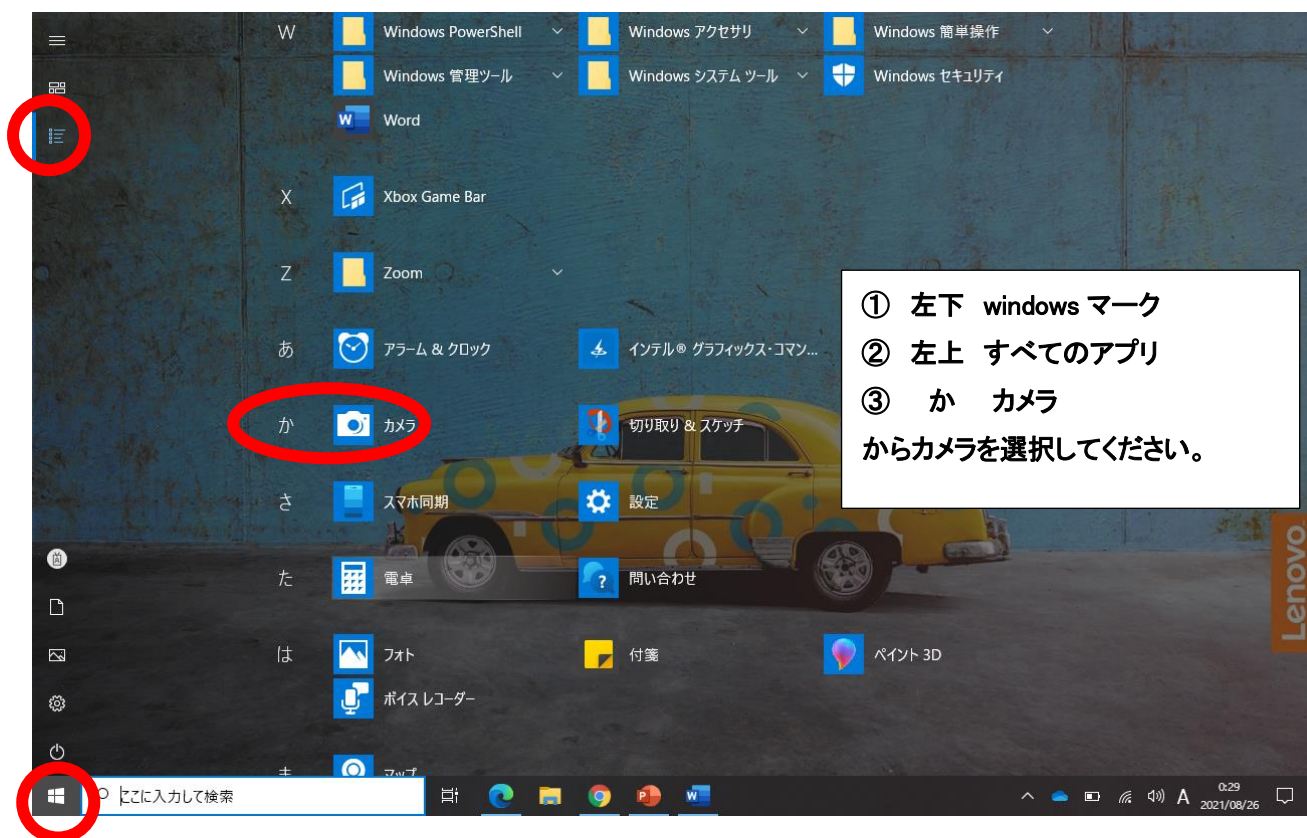 W Windows PowerShell Windows アクセサリ Windows 簡単操作
Windows 管理ツール Windows システム ツール Windows セキュリティ
Word
X Xbox Game Bar
Z Zoom
あ アラーム & クロック インテル® グラフィックス・コマン...
か カメラ 切り取り & スケッチ
さ スマホ同期 設定
た 電卓 問い合わせ
は フォト 付箋 ペイント 3D
ボイス レコーダー
ま マップ
① 左下 windows マーク
② 左上 すべてのアプリ
③ か カメラ
からカメラを選択してください。
Lenovo
ここに入力して検索
A 0:29
2021/08/26